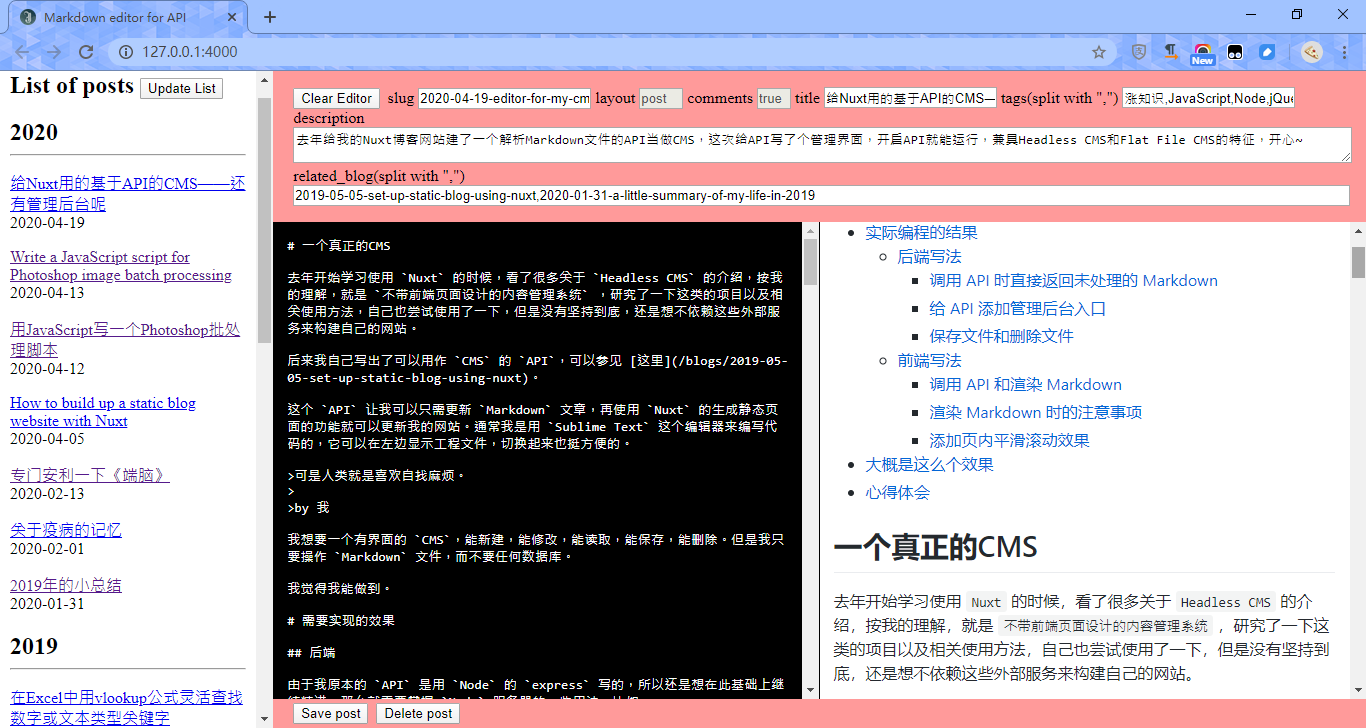 Markdown editor for API
127.0.0.1:4000
New
List of posts Update List
2020
给Nuxt用的基于API的CMS——还
有管理后台呢
2020-04-19
Write a JavaScript script for
Photoshop image batch processing
2020-04-13
用JavaScript写一个Photoshop批处
理脚本
2020-04-12
How to build up a static blog
website with Nuxt
2020-04-05
专门安利一下《端脑》
2020-02-13
关于疫病的记忆
2020-02-01
2019年的小总结
2020-01-31
2019
在Excel中用vlookup公式灵活查找
数字或文本类型关键字
Clear Editor slug 2020-04-19-editor-for-my-cm layout post comments true title 给Nuxt用的基于API的CMS— tags(split with ",") 涨知识,JavaScript,Node,jQue
description
去年给我的Nuxt博客网站建了一个解析Markdown文件的API当做CMS，这次给API写了个管理界面，开启API就能运行，兼具Headless CMS和Flat File CMS的特征，开心~
related_blog(split with ",")
2019-05-05-set-up-static-blog-using-nuxt,2020-01-31-a-little-summary-of-my-life-in-2019
# 一个真正的CMS
去年开始学习使用 `Nuxt` 的时候，看了很多关于 `Headless CMS` 的介绍，按我
的理解，就是 `不带前端页面设计的内容管理系统` ，研究了一下这类的项目以及相
关使用方法，自己也尝试使用了一下，但是没有坚持到底，还是想不依赖这些外部服
务来构建自己的网站。
后来我自己写出了可以用作 `CMS` 的 `API`，可以参见 [这里](/blogs/2019-05-
05-set-up-static-blog-using-nuxt)。
这个 `API` 让我可以只需更新 `Markdown` 文章，再使用 `Nuxt` 的生成静态页
面的功能就可以更新我的网站。通常我是用 `Sublime Text` 这个编辑器来编写代
码的，它可以在左边显示工程文件，切换起来也挺方便的。
>可是人类就是喜欢自找麻烦。
>
>by 我
我想要一个有界面的 `CMS`，能新建，能修改，能读取，能保存，能删除。但是我只
要操作 `Markdown` 文件，而不要任何数据库。
我觉得我能做到。
# 需要实现的效果
## 后端
由于我原本的 `API` 是用 `Node` 的 `express` 写的，所以还是想在此基础上继
实际编程的结果
后端写法
调用 API 时直接返回未处理的 Markdown
给 API 添加管理后台入口
保存文件和删除文件
前端写法
调用 API 和渲染 Markdown
渲染 Markdown 时的注意事项
添加页内平滑滚动效果
大概是这么个效果
心得体会
一个真正的CMS
去年开始学习使用 Nuxt 的时候，看了很多关于 Headless CMS 的介
绍，按我的理解，就是 不带前端页面设计的内容管理系统 ，研究了一下这
类的项目以及相关使用方法，自己也尝试使用了一下，但是没有坚持到
底，还是想不依赖这些外部服务来构建自己的网站。
Save post Delete post